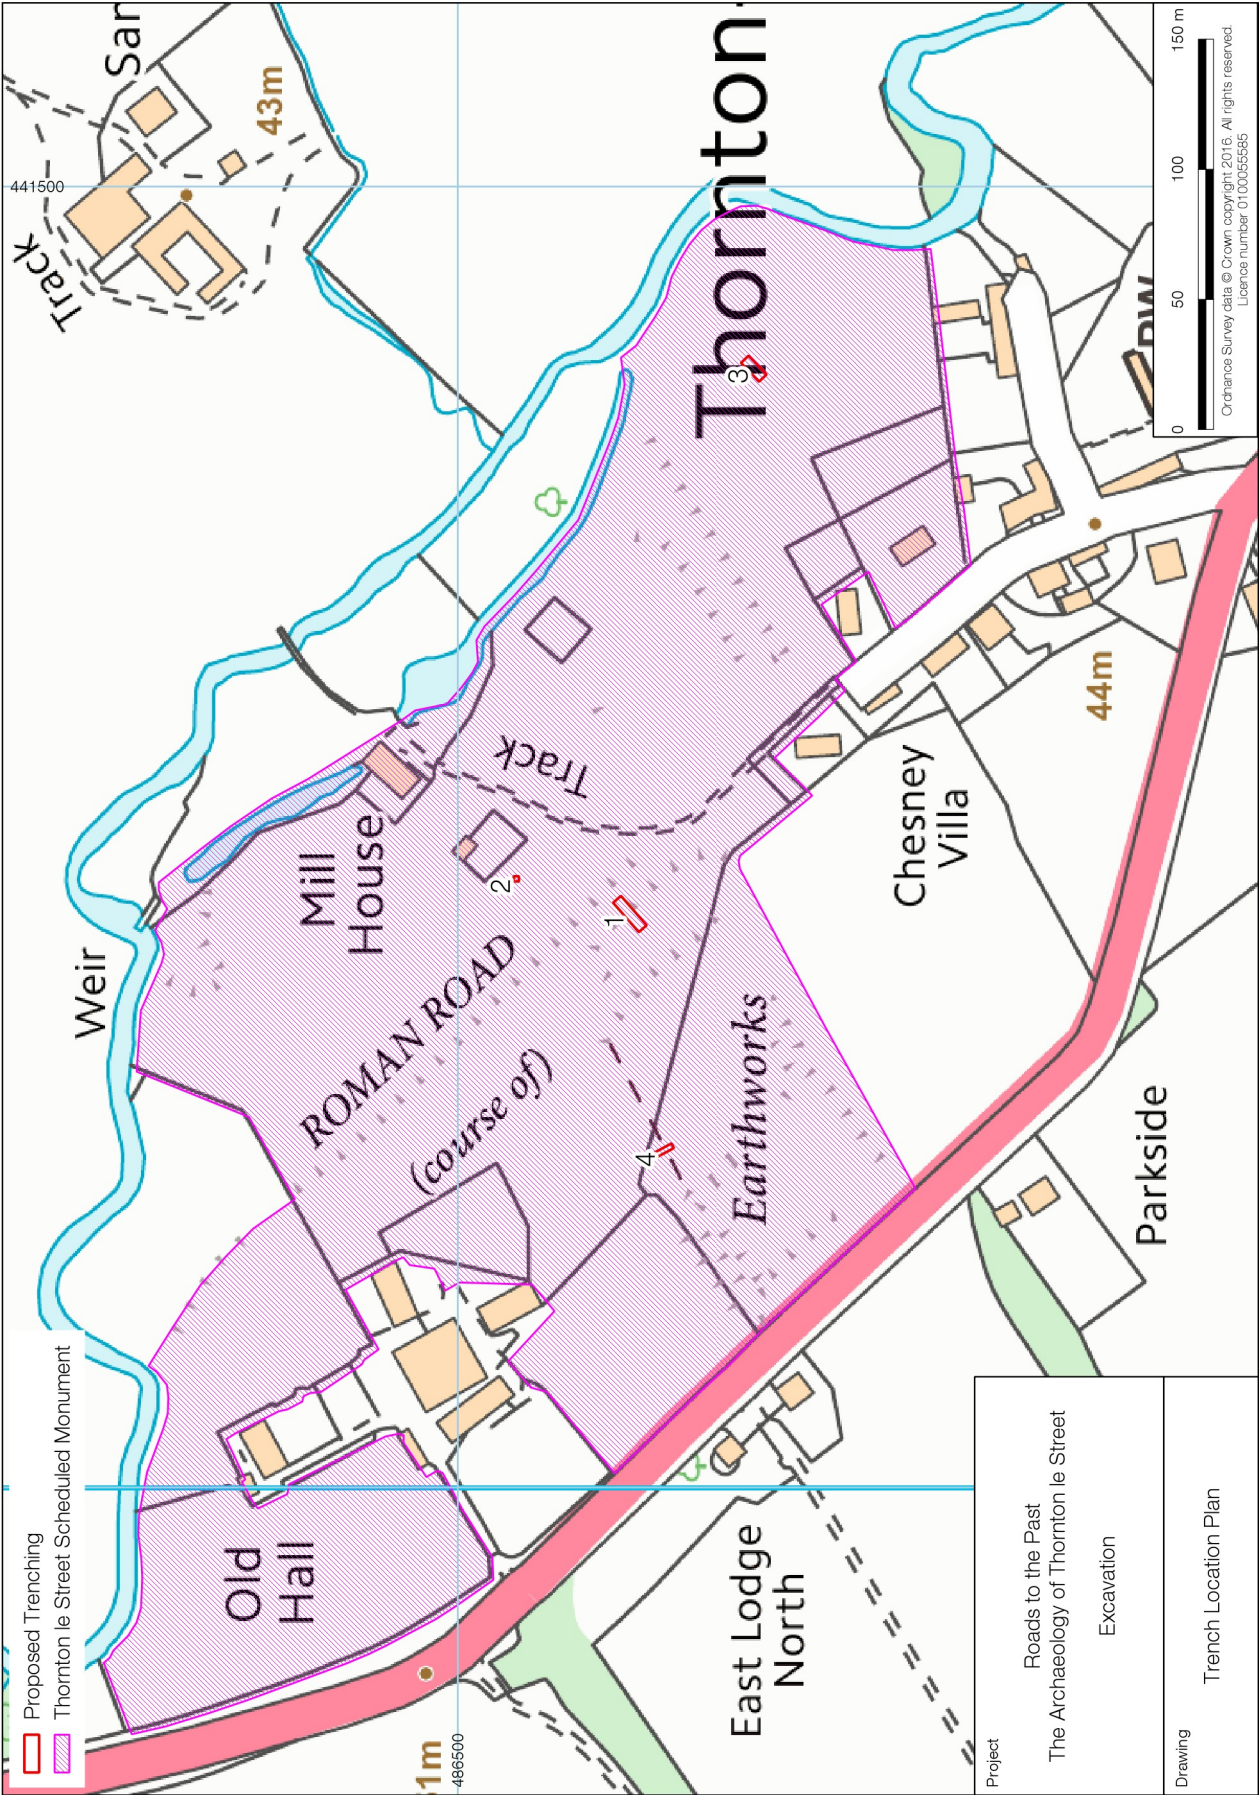 Proposed Trenching
Thornton le Street Scheduled Monument
Weir
Track
San
43m
441500
Old
Hall
Mill
House
ROMAN ROAD
(course of)
Track
Thornton-
1
2
3
4
Earthworks
Chesney
Villa
44m
East Lodge
North
Parkside
486500
51m
PW
Project
Roads to the Past
The Archaeology of Thornton le Street
Excavation
Drawing
Trench Location Plan
0 50 100 150 m
Ordnance Survey data © Crown copyright 2016. All rights reserved.
Licence number 0100055585